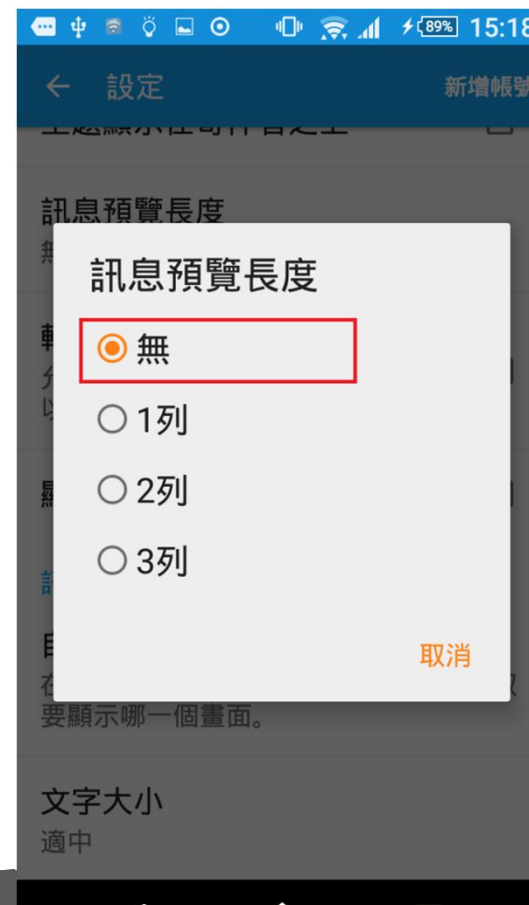 89% 15:18
設定 新增帳號
訊息預覽長度
訊息預覽長度
無
1列
2列
3列
取消
要顯示哪一個畫面。
文字大小
適中